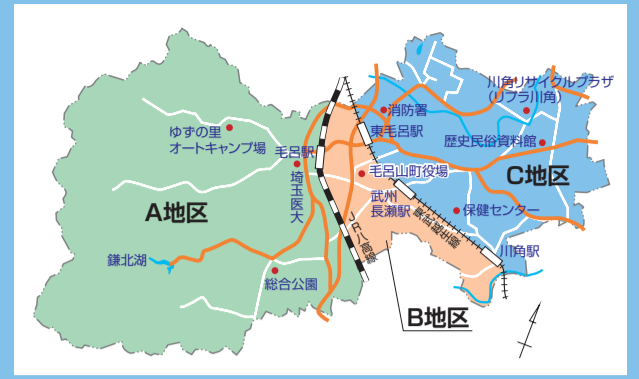 川角リサイクルプラザ
(リプラ川角)
消防署
ゆずの里
オートキャンプ場
東毛呂駅
歴史民俗資料館
毛呂駅
埼玉医大
毛呂山町役場
C地区
A地区
武州
長瀬駅
保健センター
東武越生線
JR八高線
川角駅
鎌北湖
総合公園
B地区